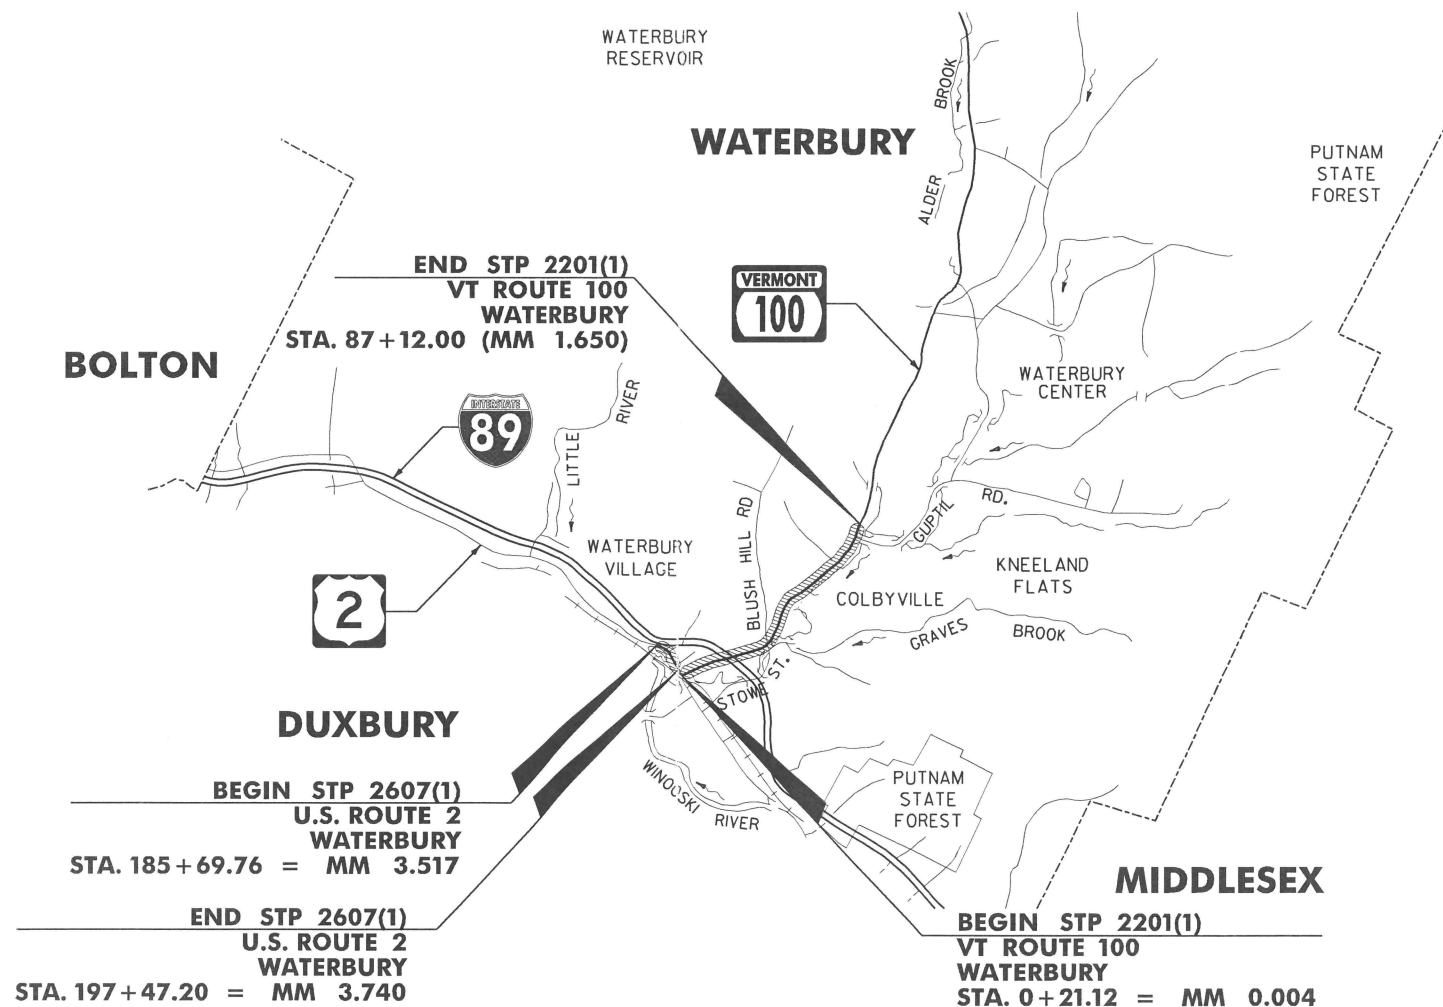 WATERBURY
RESERVOIR
BROOK
WATERBURY
PUTNAM
STATE
FOREST
ALDER
END STP 2201(1)
VT ROUTE 100
WATERBURY
STA. 87+12.00 (MM 1.650)
VERMONT
100
BOLTON
WATERBURY
CENTER
RIVER
INTERSTATE
89
LITTLE
RD.
GUPTIL
BLUSH HILL RD
WATERBURY
VILLAGE
KNEELAND
FLATS
2
COLBYVILLE
GRAVES
BROOK
STOWE ST.
DUXBURY
WINOOSKI
RIVER
PUTNAM
STATE
FOREST
BEGIN STP 2607(1)
U.S. ROUTE 2
WATERBURY
STA. 185+69.76 = MM 3.517
MIDDLESEX
END STP 2607(1)
U.S. ROUTE 2
WATERBURY
STA. 197+47.20 = MM 3.740
BEGIN STP 2201(1)
VT ROUTE 100
WATERBURY
STA. 0+21.12 = MM 0.004